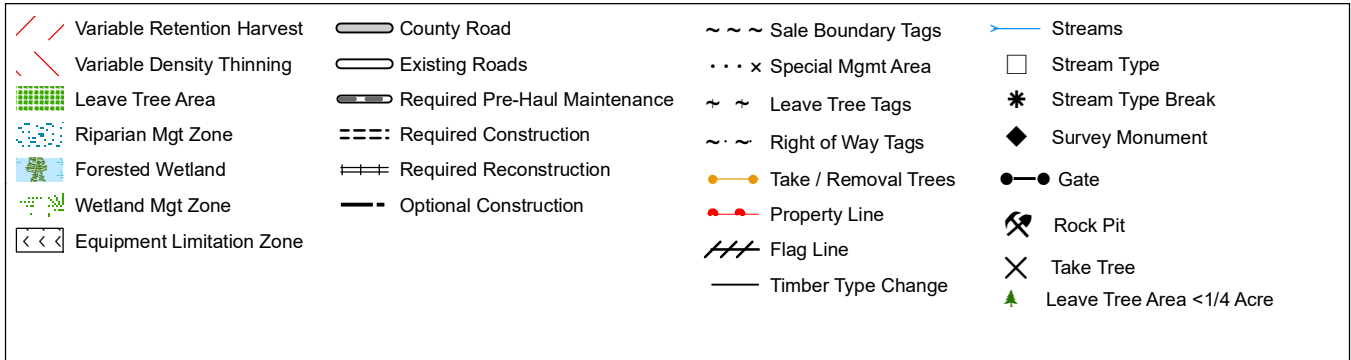 Variable Retention Harvest
Variable Density Thinning
Leave Tree Area
Riparian Mgt Zone
Forested Wetland
Wetland Mgt Zone
Equipment Limitation Zone
County Road
Existing Roads
Required Pre-Haul Maintenance
Required Construction
Required Reconstruction
Optional Construction
Sale Boundary Tags
Special Mgmt Area
Leave Tree Tags
Right of Way Tags
Take / Removal Trees
Property Line
Flag Line
Timber Type Change
Streams
Stream Type
Stream Type Break
Survey Monument
Gate
Rock Pit
Take Tree
Leave Tree Area <1/4 Acre